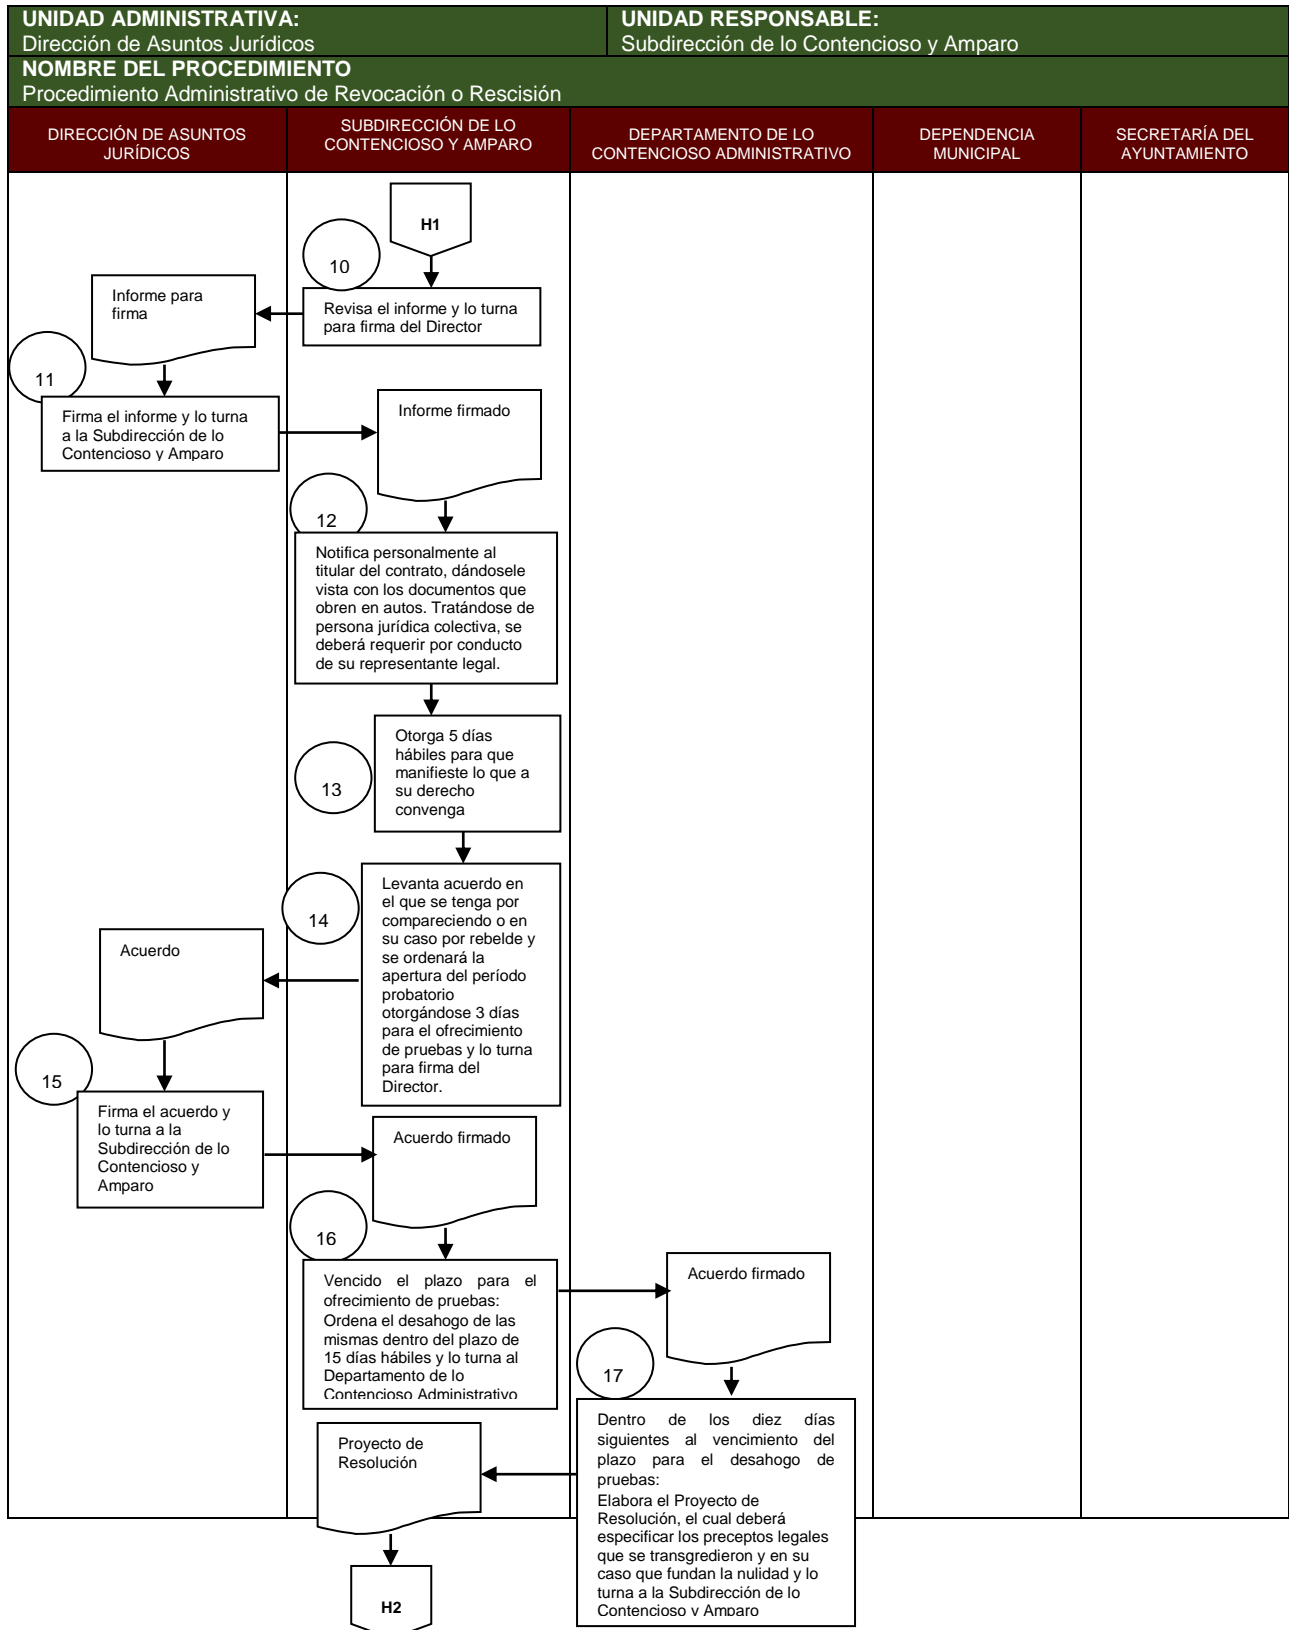 UNIDAD ADMINISTRATIVA:
Dirección de Asuntos Jurídicos
UNIDAD RESPONSABLE:
Subdirección de lo Contencioso y Amparo
NOMBRE DEL PROCEDIMIENTO
Procedimiento Administrativo de Revocación o Rescisión
DIRECCIÓN DE ASUNTOS
JURÍDICOS
SUBDIRECCIÓN DE LO
CONTENCIOSO Y AMPARO
DEPARTAMENTO DE LO
CONTENCIOSO ADMINISTRATIVO
DEPENDENCIA
MUNICIPAL
SECRETARÍA DEL
AYUNTAMIENTO
H1
10
Revisa el informe y lo turna
para firma del Director
Informe para
firma
11
Firma el informe y lo turna
a la Subdirección de lo
Contencioso y Amparo
Informe firmado
12
Notifica personalmente al
titular del contrato, dándosele
vista con los documentos que
obren en autos. Tratándose de
persona jurídica colectiva, se
deberá requerir por conducto
de su representante legal.
13
Otorga 5 días
hábiles para que
manifieste lo que a
su derecho
convenga
14
Levanta acuerdo en
el que se tenga por
compareciendo o en
su caso por rebelde y
se ordenará la
apertura del período
probatorio
otorgándose 3 días
para el ofrecimiento
de pruebas y lo turna
para firma del
Director.
Acuerdo
15
Firma el acuerdo y
lo turna a la
Subdirección de lo
Contencioso y
Amparo
Acuerdo firmado
16
Vencido el plazo para el
ofrecimiento de pruebas:
Ordena el desahogo de las
mismas dentro del plazo de
15 días hábiles y lo turna al
Departamento de lo
Contencioso Administrativo
Acuerdo firmado
17
Dentro de los diez días
siguientes al vencimiento del
plazo para el desahogo de
pruebas:
Elabora el Proyecto de
Resolución, el cual deberá
especificar los preceptos legales
que se transgredieron y en su
caso que fundan la nulidad y lo
turna a la Subdirección de lo
Contencioso y Amparo
Proyecto de
Resolución
H2